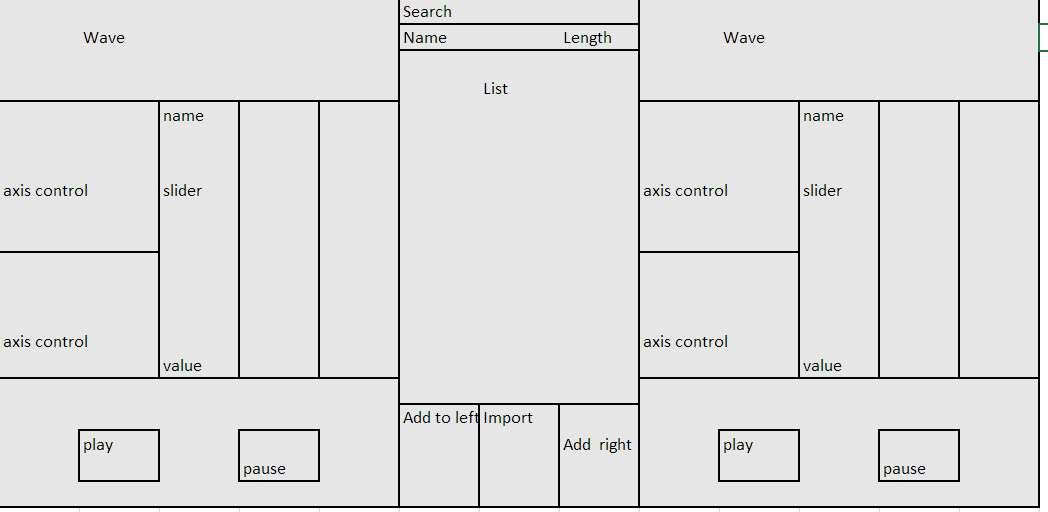 Search
Wave
Name Length
Wave
List
name
name
axis control
slider
axis control
slider
axis control
axis control
value
value
Add to left
Import
play
Add  right
play
pause
pause